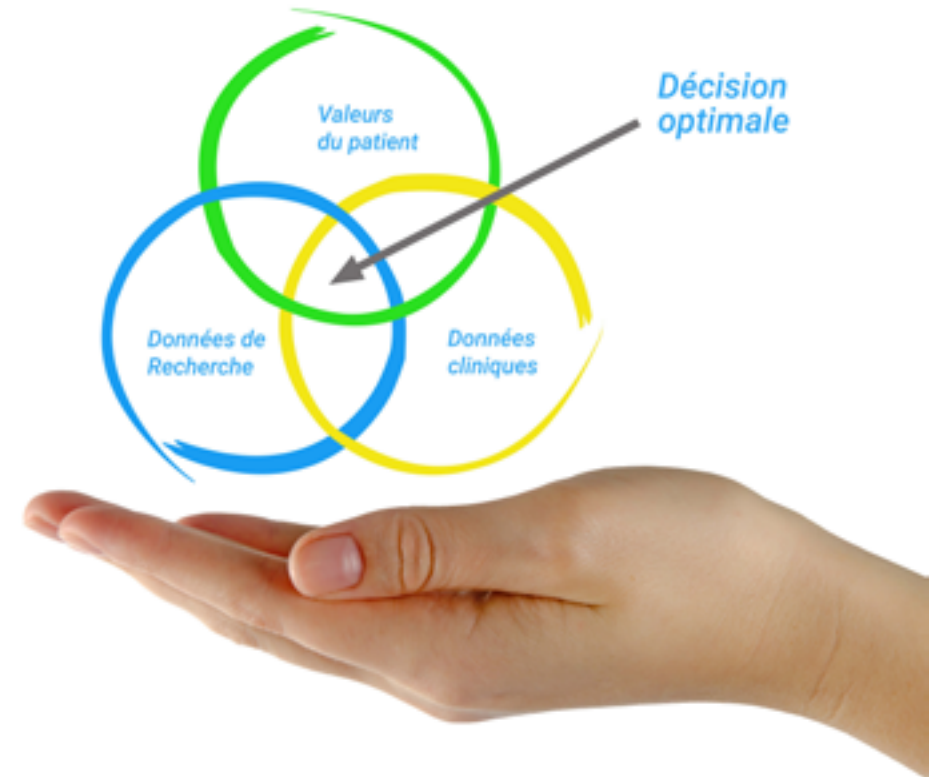 Décision
optimale
Valeurs
du patient
Données de
Recherche
Données
cliniques